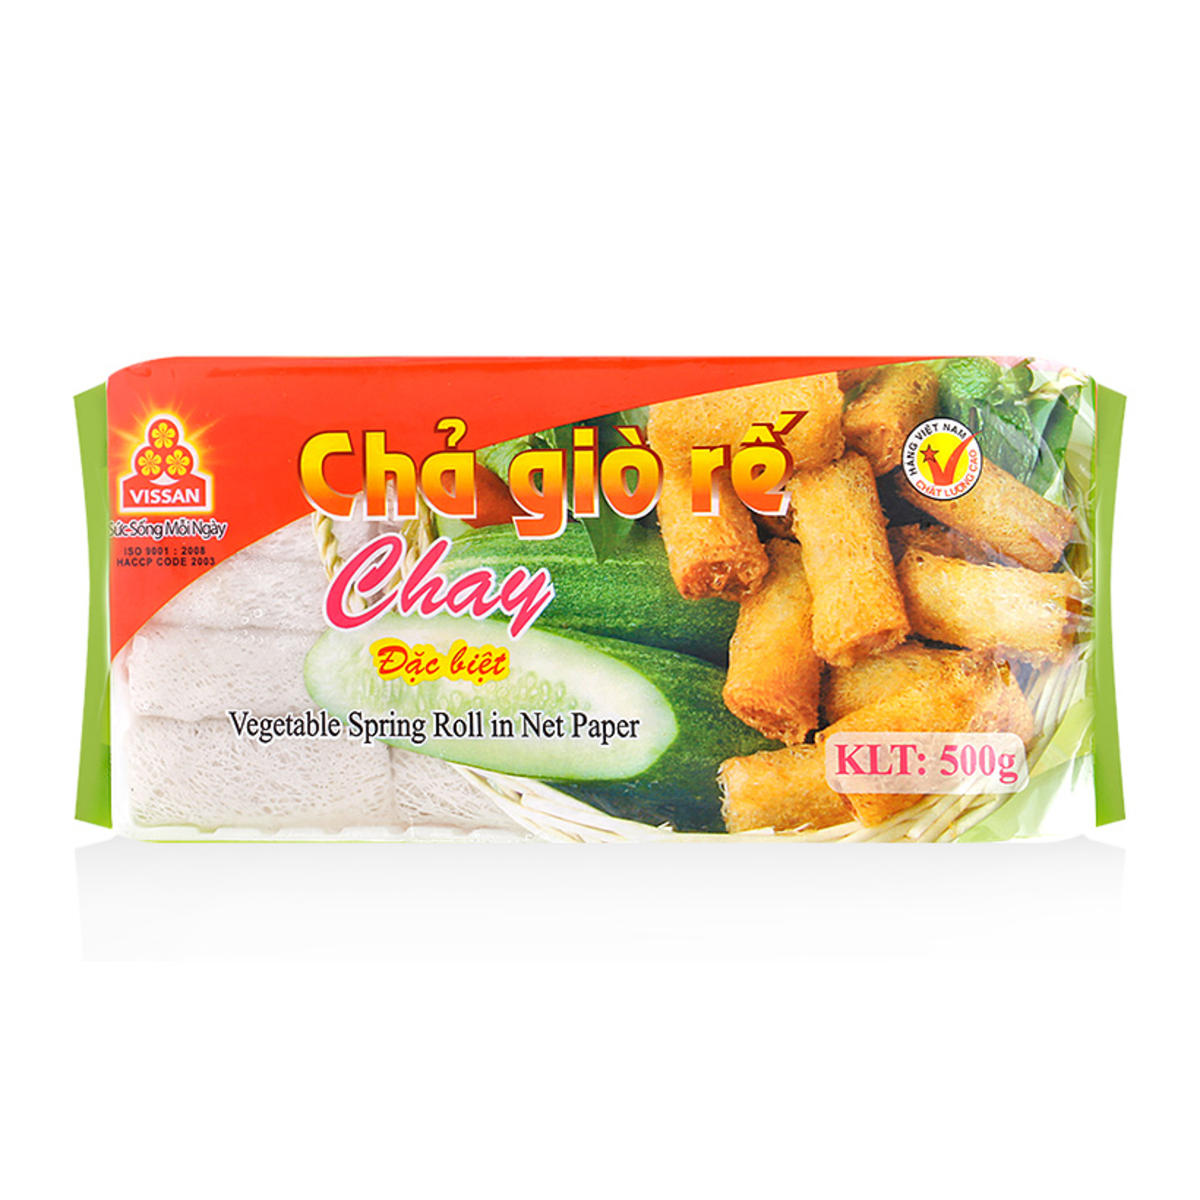 VISSAN
Sức Sống Mỗi Ngày
ISO 9001 : 2008
HACCP CODE 2003
Chả giò rế
Chay
Đặc biệt
Vegetable Spring Roll in Net Paper
HÀNG VIỆT NAM
CHẤT LƯỢNG CAO
KLT: 500g